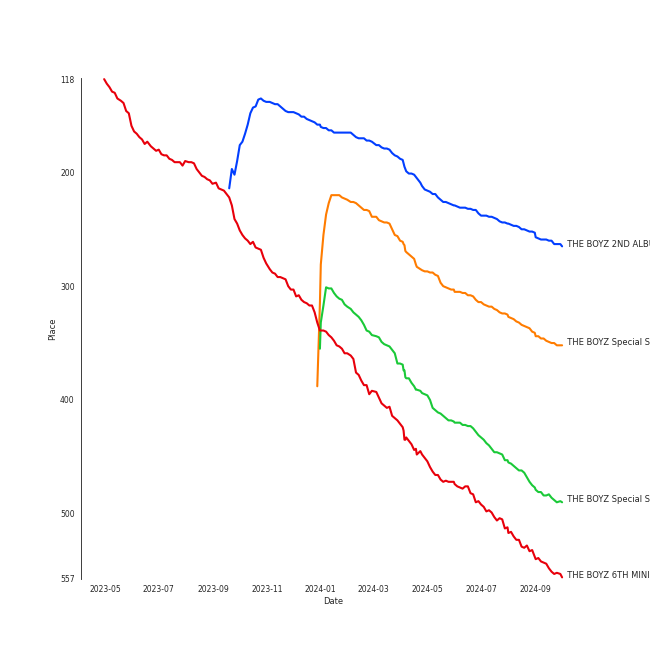 118
200
300
400
500
557
Place
THE BOYZ 2ND
THE BOYZ Special
THE BOYZ Special
THE BOYZ 6TH MINI
2023-05 2023-07 2023-09 2023-11 2024-01 2024-03 2024-05 2024-07 2024-09
Date